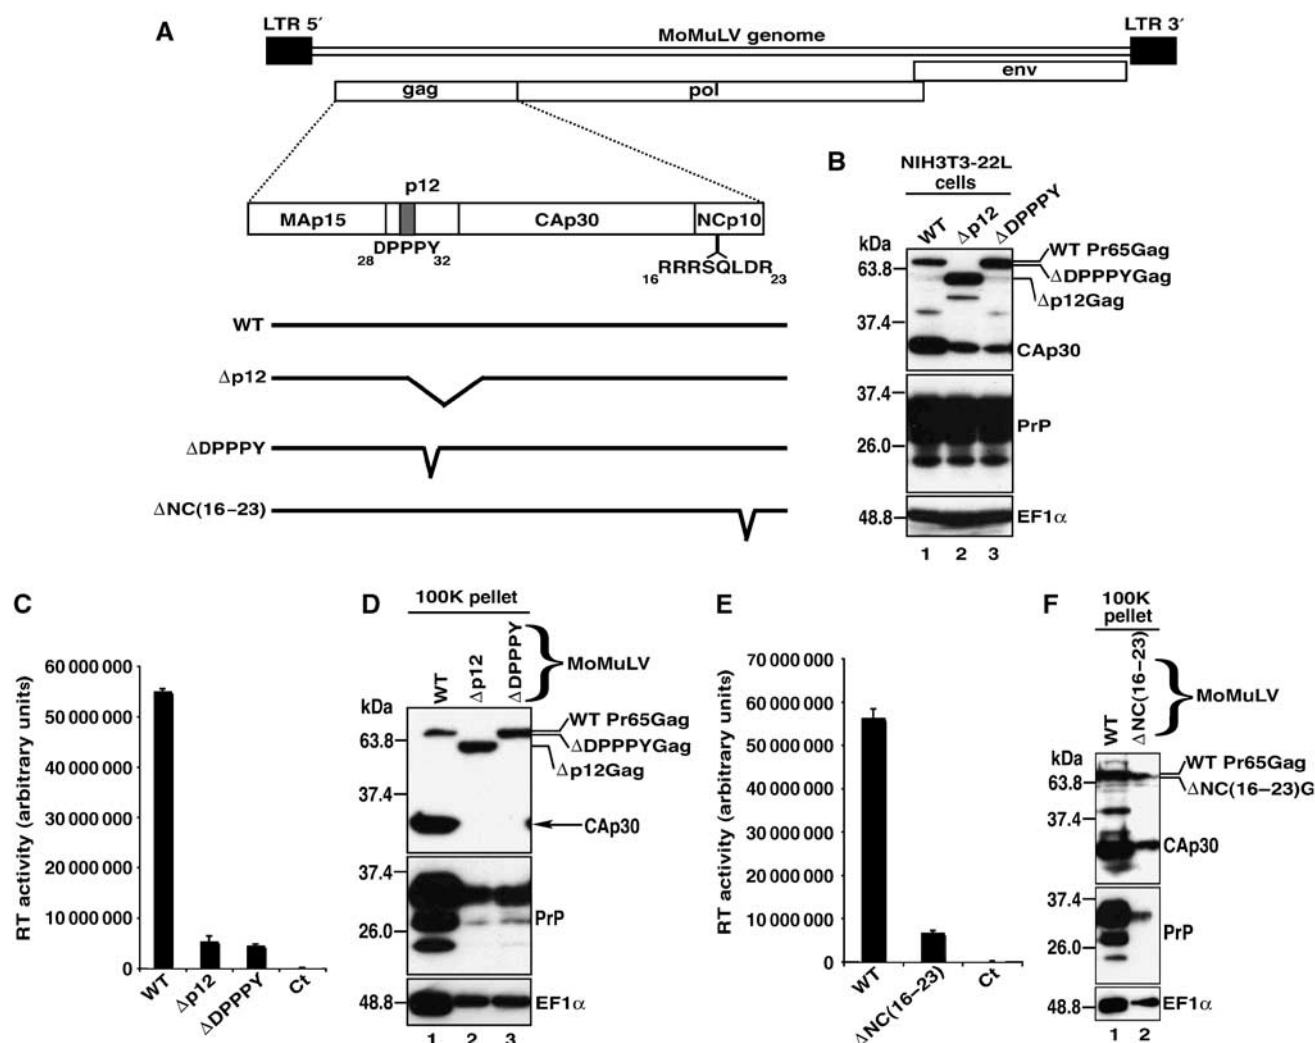 A
LTR 5′
MoMuLV genome
LTR 3′
env
gag
pol
p12
MAp15
CAp30
NCp10
DPPPY
28
32
16RRRSQLDR23
WT
Δp12
ΔDPPPY
ΔNC(16–23)
B
NIH3T3-22L
cells
WT
Δp12
ΔDPPPY
kDa
63.8
37.4
WT Pr65Gag
ΔDPPPYGag
Δp12Gag
CAp30
37.4
26.0
PrP
48.8
EF1α
1 2 3
C
RT activity (arbitrary units)
60 000 000
50 000 000
40 000 000
30 000 000
20 000 000
10 000 000
0
WT
Δp12
ΔDPPPY
Ct
D
100K pellet
WT
Δp12
ΔDPPPY
MoMuLV
kDa
63.8
37.4
WT Pr65Gag
ΔDPPPYGag
Δp12Gag
CAp30
37.4
26.0
PrP
48.8
EF1α
1 2 3
E
RT activity (arbitrary units)
70 000 000
60 000 000
50 000 000
40 000 000
30 000 000
20 000 000
10 000 000
0
WT
ΔNC(16–23)
Ct
F
100K
pellet
WT
ΔNC(16–23)
MoMuLV
kDa
63.8
37.4
WT Pr65Gag
ΔNC(16–23)G
CAp30
37.4
26.0
PrP
48.8
EF1α
1 2